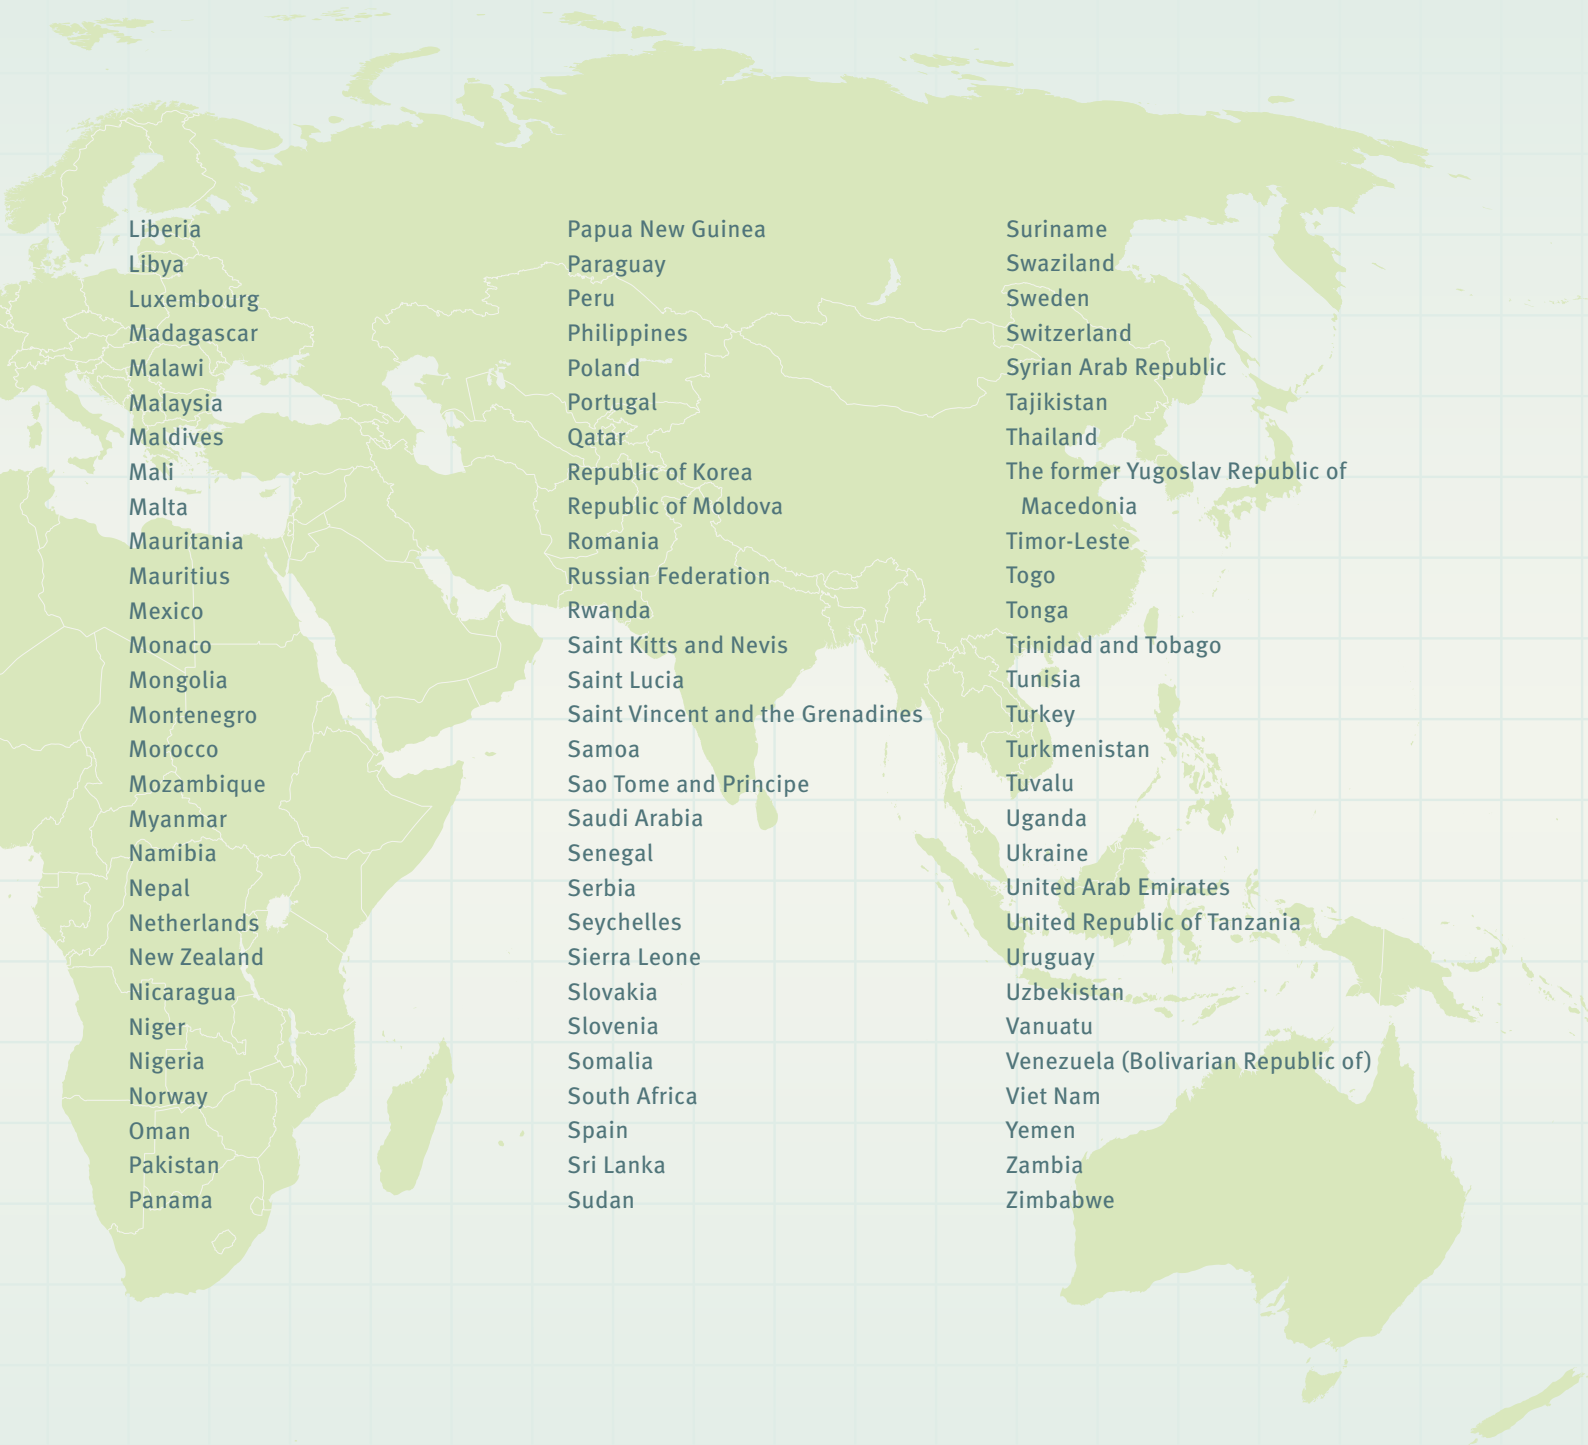 Liberia
Libya
Luxembourg
Madagascar
Malawi
Malaysia
Maldives
Mali
Malta
Mauritania
Mauritius
Mexico
Monaco
Mongolia
Montenegro
Morocco
Mozambique
Myanmar
Namibia
Nepal
Netherlands
New Zealand
Nicaragua
Niger
Nigeria
Norway
Oman
Pakistan
Panama
Papua New Guinea
Paraguay
Peru
Philippines
Poland
Portugal
Qatar
Republic of Korea
Republic of Moldova
Romania
Russian Federation
Rwanda
Saint Kitts and Nevis
Saint Lucia
Saint Vincent and the Grenadines
Samoa
Sao Tome and Principe
Saudi Arabia
Senegal
Serbia
Seychelles
Sierra Leone
Slovakia
Slovenia
Somalia
South Africa
Spain
Sri Lanka
Sudan
Suriname
Swaziland
Sweden
Switzerland
Syrian Arab Republic
Tajikistan
Thailand
The former Yugoslav Republic of
Macedonia
Timor-Leste
Togo
Tonga
Trinidad and Tobago
Tunisia
Turkey
Turkmenistan
Tuvalu
Uganda
Ukraine
United Arab Emirates
United Republic of Tanzania
Uruguay
Uzbekistan
Vanuatu
Venezuela (Bolivarian Republic of)
Viet Nam
Yemen
Zambia
Zimbabwe